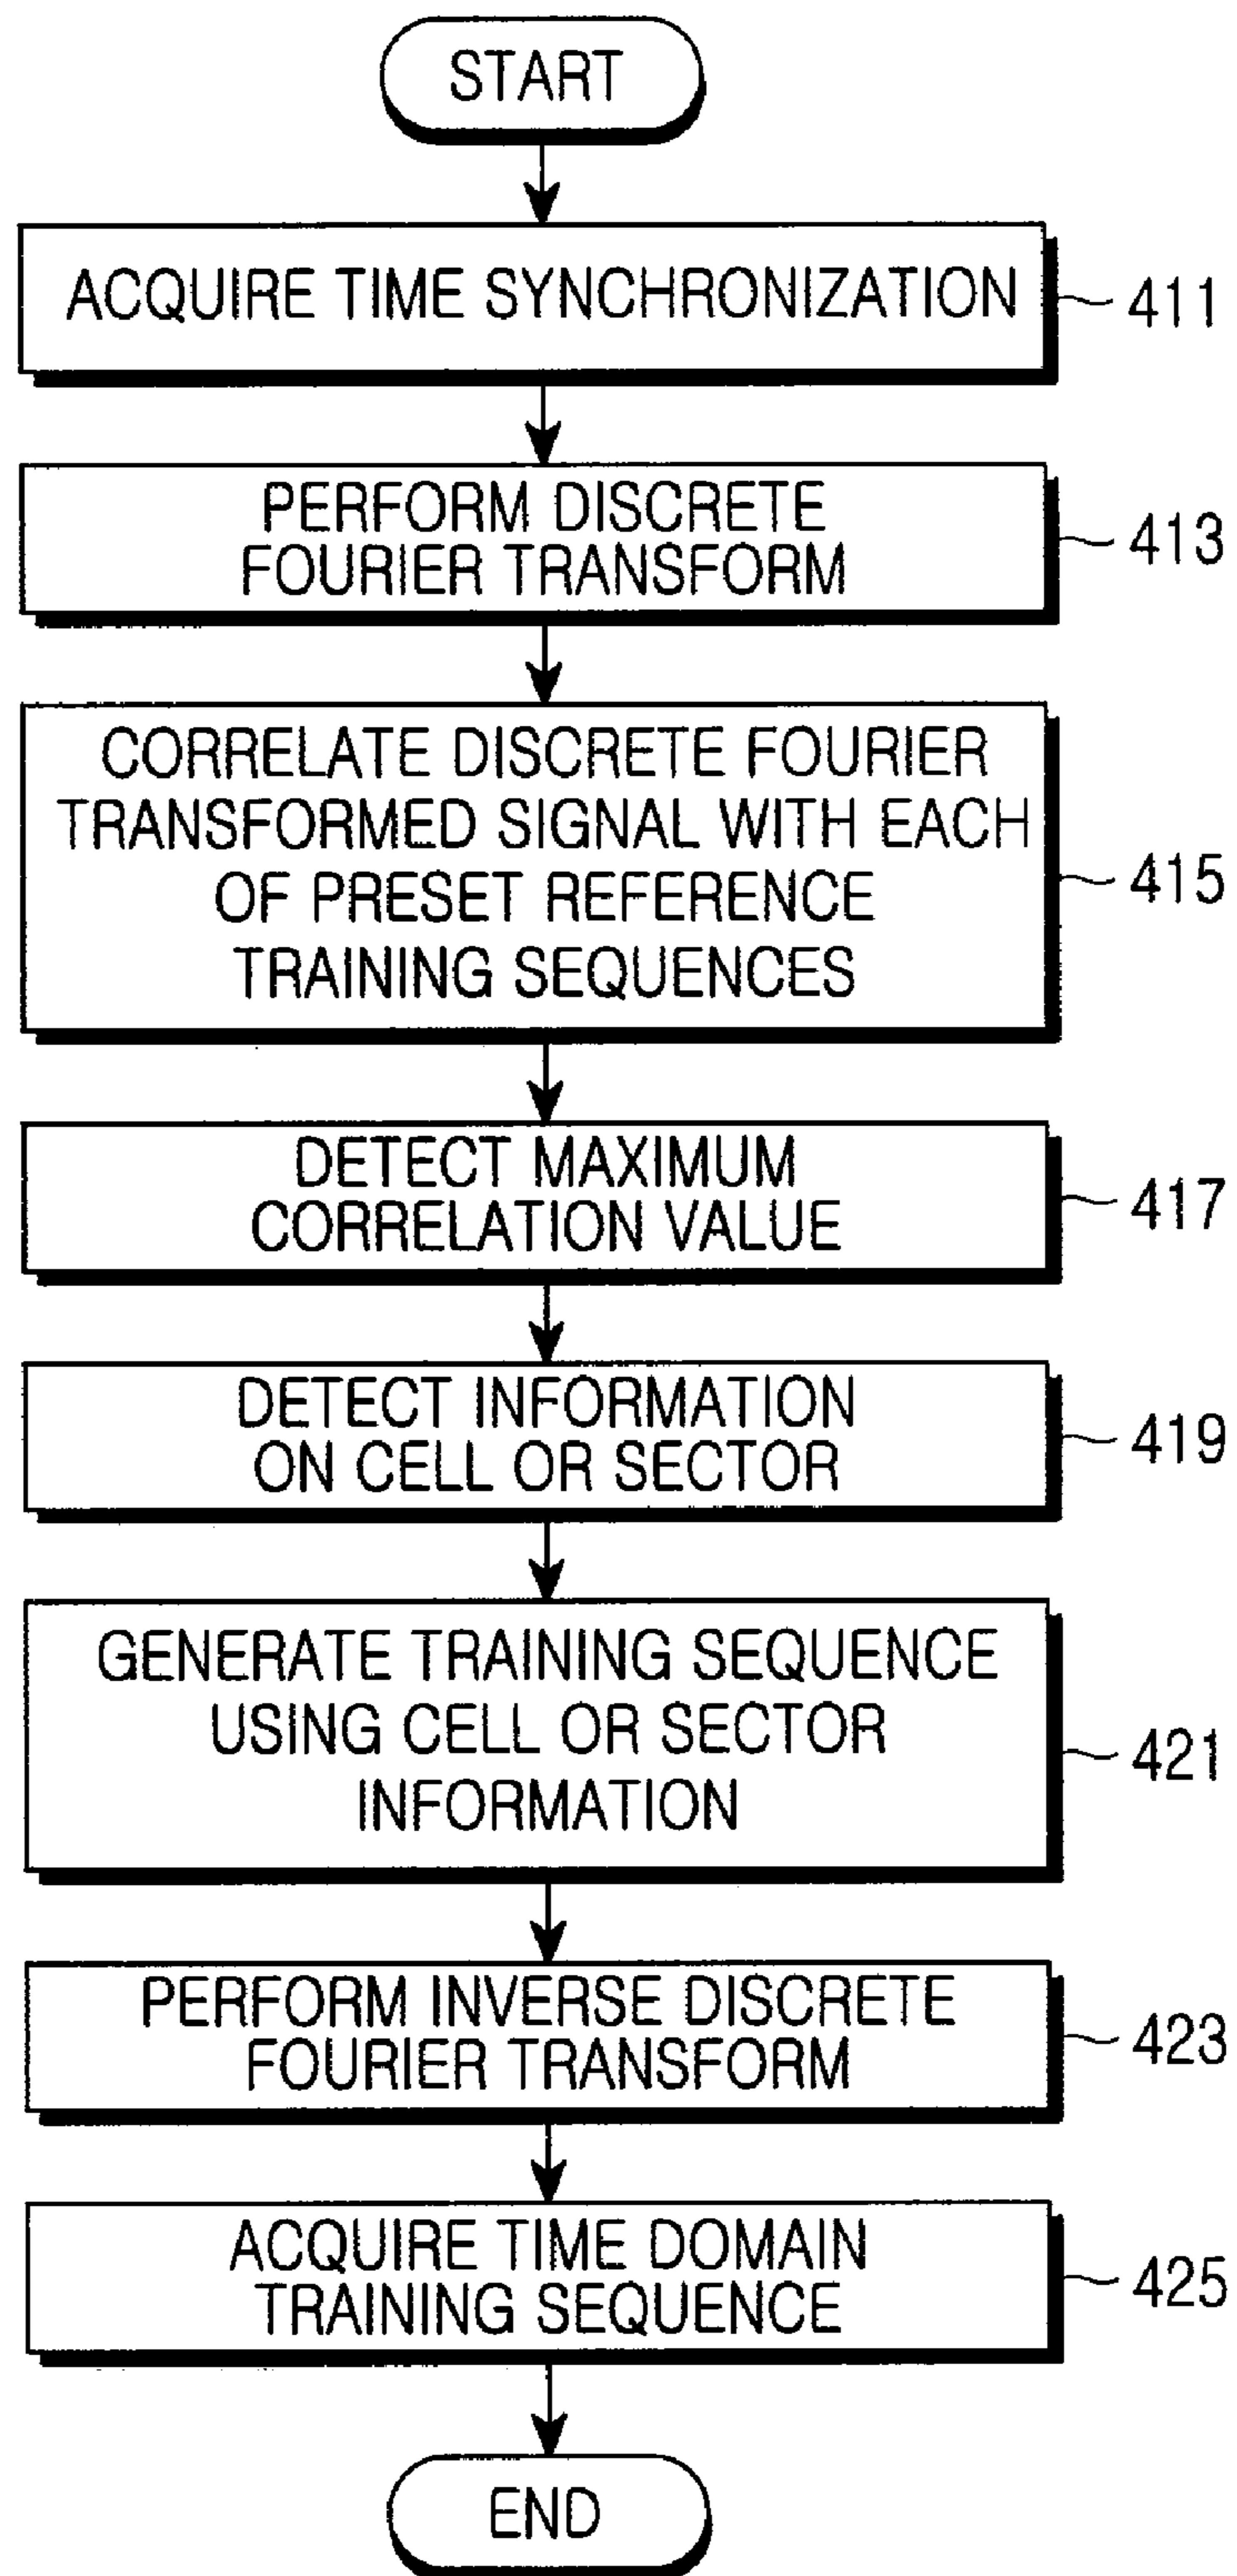 START
ACQUIRE TIME SYNCHRONIZATION
411
PERFORM DISCRETE
FOURIER TRANSFORM
413
CORRELATE DISCRETE FOURIER
TRANSFORMED SIGNAL WITH EACH
OF PRESET REFERENCE
TRAINING SEQUENCES
415
DETECT MAXIMUM
CORRELATION VALUE
417
DETECT INFORMATION
ON CELL OR SECTOR
419
GENERATE TRAINING SEQUENCE
USING CELL OR SECTOR
INFORMATION
421
PERFORM INVERSE DISCRETE
FOURIER TRANSFORM
423
ACQUIRE TIME DOMAIN
TRAINING SEQUENCE
425
END